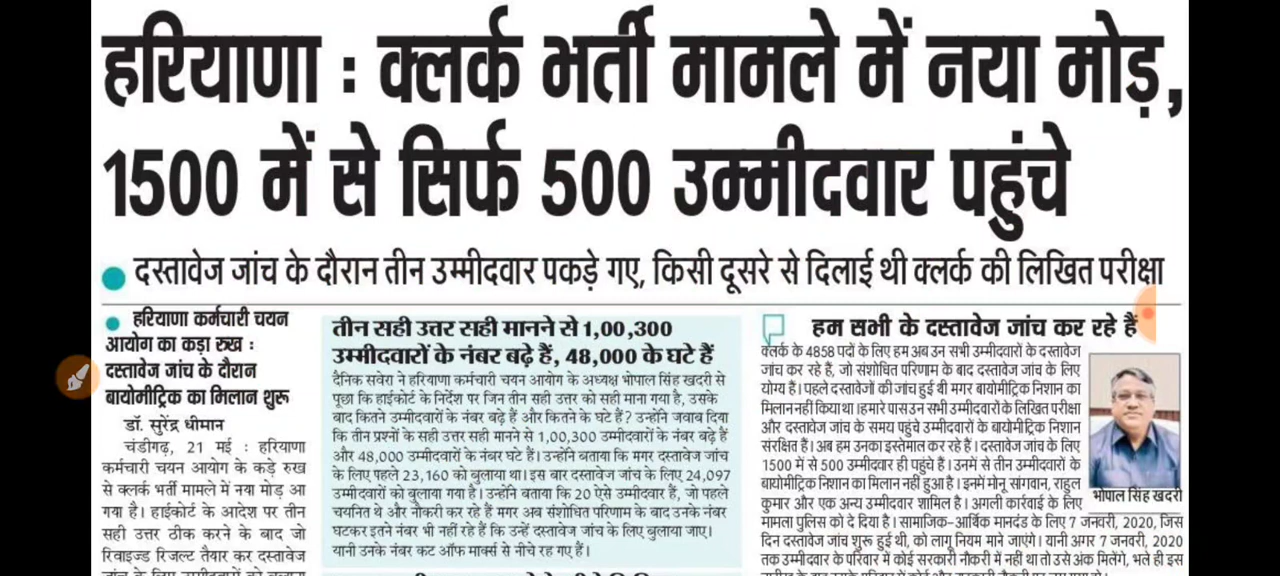 हरियाणा : क्लर्क भर्ती मामले में नया मोड़,
1500 में से सिर्फ 500 उम्मीदवार पहुंचे
दस्तावेज जांच के दौरान तीन उम्मीदवार पकड़े गए, किसी दूसरे से दिलाई थी क्लर्क की लिखित परीक्षा
हरियाणा कर्मचारी चयन
आयोग का कड़ा रुख :
दस्तावेज जांच के दौरान
बायोमीट्रिक का मिलान शुरू
डॉ. सुरेंद्र धीमान
चंडीगढ़, 21 मई : हरियाणा
कर्मचारी चयन आयोग के कड़े रुख
से क्लर्क भर्ती मामले में नया मोड़ आ
गया है। हाईकोर्ट के आदेश पर तीन
सही उत्तर ठीक करने के बाद जो
रिवाइज्ड रिजल्ट तैयार कर दस्तावेज
तीन सही उत्तर सही मानने से 1,00,300
उम्मीदवारों के नंबर बढ़े हैं, 48,000 के घटे हैं
दैनिक सवेरा ने हरियाणा कर्मचारी चयन आयोग के अध्यक्ष भोपाल सिंह खदरी से
पूछा कि हाईकोर्ट के निर्देश पर जिन तीन सही उत्तर को सही माना गया है, उसके
बाद कितने उम्मीदवारों के नंबर बढ़े हैं और कितने के घटे हैं? उन्होंने जवाब दिया
कि तीन प्रश्नों के सही उत्तर सही मानने से 1,00,300 उम्मीदवारों के नंबर बढ़े हैं
और 48,000 उम्मीदवारों के नंबर घटे हैं। उन्होंने बताया कि मगर दस्तावेज जांच
के लिए पहले 23,160 को बुलाया था। इस बार दस्तावेज जांच के लिए 24,097
उम्मीदवारों को बुलाया गया है। उन्होंने बताया कि 20 ऐसे उम्मीदवार हैं, जो पहले
चयनित थे और नौकरी कर रहे हैं मगर अब संशोधित परिणाम के बाद उनके नंबर
घटकर इतने नंबर भी नहीं रहे हैं कि उन्हें दस्तावेज जांच के लिए बुलाया जाए।
यानी उनके नंबर कट ऑफ मार्क्स से नीचे रह गए हैं।
हम सभी के दस्तावेज जांच कर रहे हैं
क्लर्क के 4858 पदों के लिए हम अब उन सभी उम्मीदवारों के दस्तावेज
जांच कर रहे हैं, जो संशोधित परिणाम के बाद दस्तावेज जांच के लिए
योग्य हैं। पहले दस्तावेजों की जांच हुई थी मगर बायोमीट्रिक निशान का
मिलान नहीं किया था। हमारे पास उन सभी उम्मीदवारों के लिखित परीक्षा
और दस्तावेज जांच के समय पहुंचे उम्मीदवारों के बायोमीट्रिक निशान
संरक्षित हैं। अब हम उनका इस्तेमाल कर रहे हैं। दस्तावेज जांच के लिए
1500 में से 500 उम्मीदवार ही पहुंचे हैं। उनमें से तीन उम्मीदवारों के
बायोमीट्रिक निशान का मिलान नहीं हुआ है। इनमें मोनू सांगवान, राहुल
कुमार और एक अन्य उम्मीदवार शामिल है। अगली कार्रवाई के लिए
मामला पुलिस को दे दिया है। सामाजिक-आर्थिक मानदंड के लिए 7 जनवरी, 2020, जिस
दिन दस्तावेज जांच शुरू हुई थी, को लागू नियम माने जाएंगे। यानी अगर 7 जनवरी, 2020
तक उम्मीदवार के परिवार में कोई सरकारी नौकरी में नहीं था तो उसे अंक मिलेंगे, भले ही इस
भोपाल सिंह खदरी